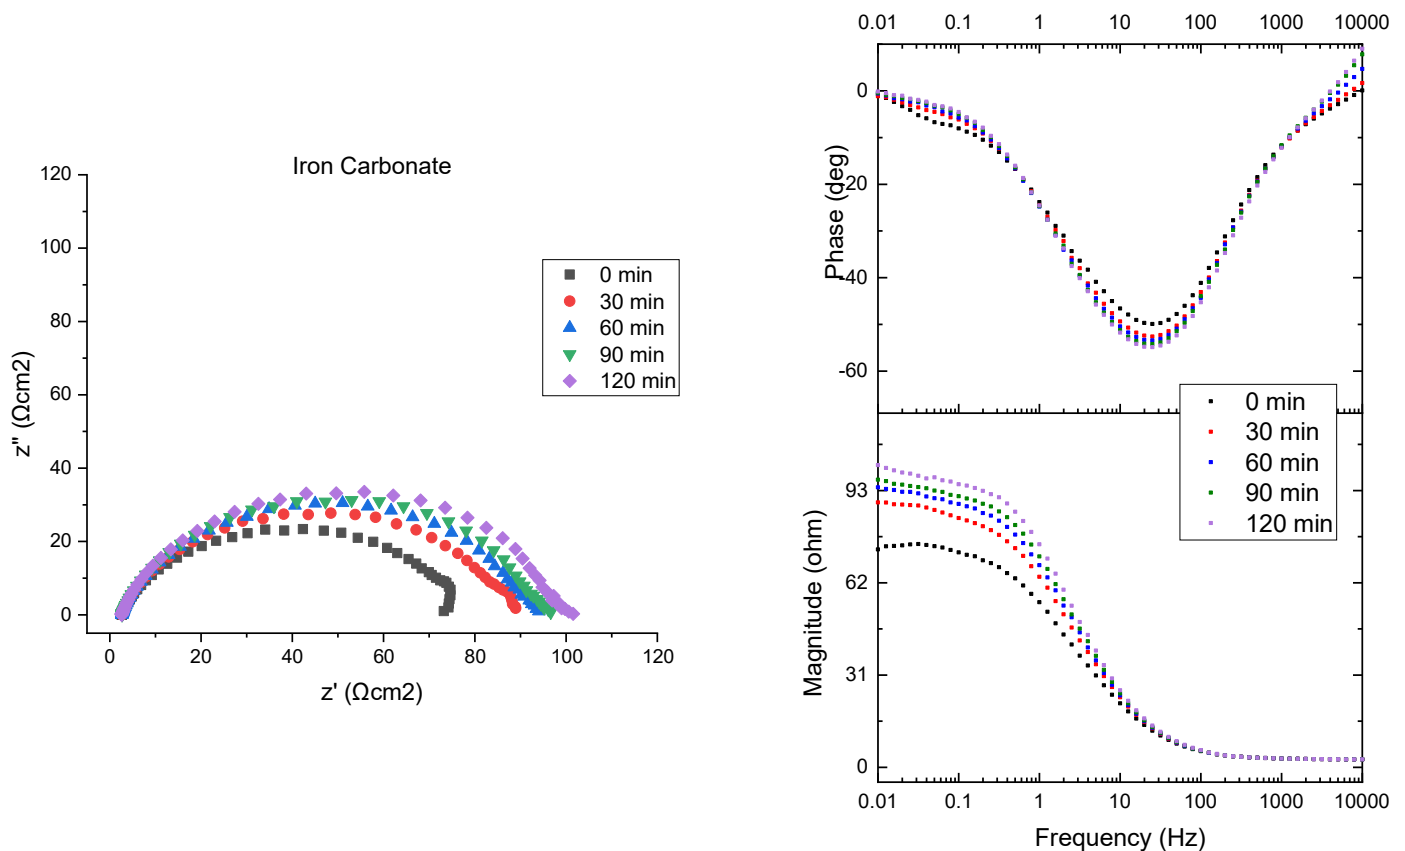 Iron Carbonate
120
100
80
60
40
20
0
z'' (Ωcm2)
0 20 40 60 80 100 120
z' (Ωcm2)
0 min
30 min
60 min
90 min
120 min
0.01 0.1 1 10 100 1000 10000
0
-20
-40
-60
Phase (deg)
0 min
30 min
60 min
90 min
120 min
93
62
31
0
Magnitude (ohm)
0.01 0.1 1 10 100 1000 10000
Frequency (Hz)